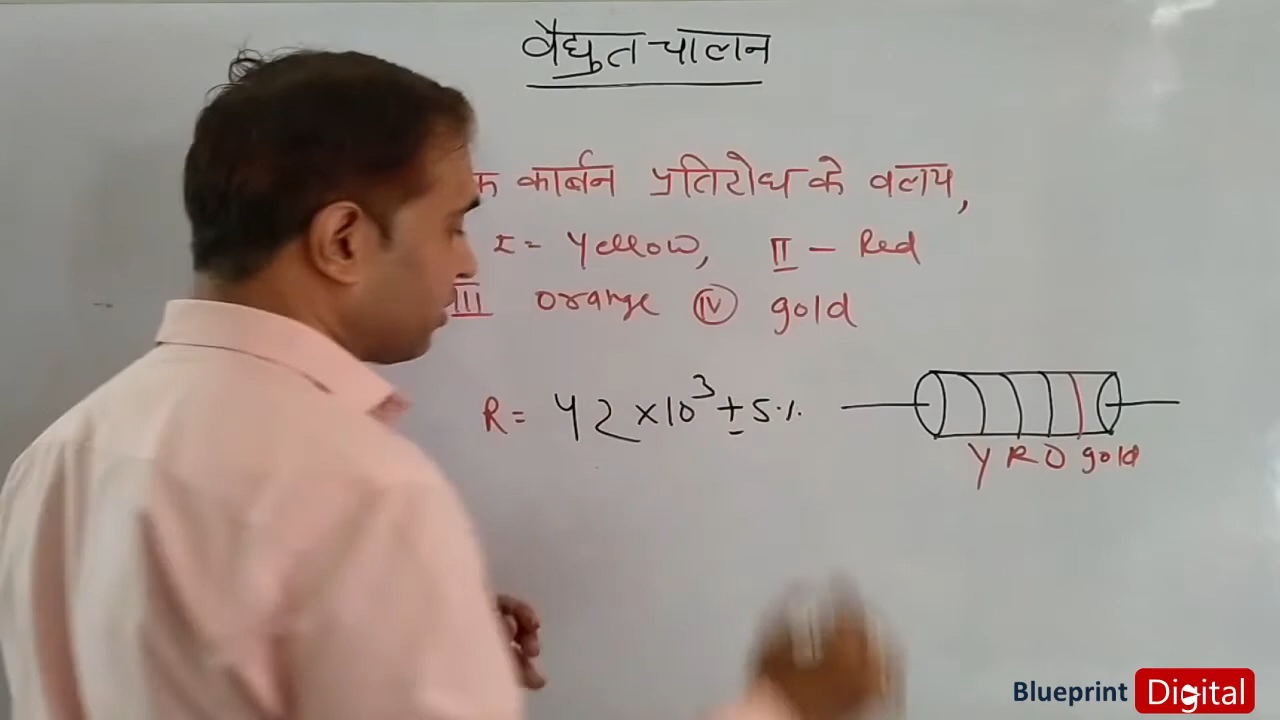 वैद्युत चालन
क कार्बन प्रतिरोध के वलय,
I = Yellow, II - Red
III orange IV gold
R= 42×10³ ± 5%
Y R O gold
Blueprint Digital